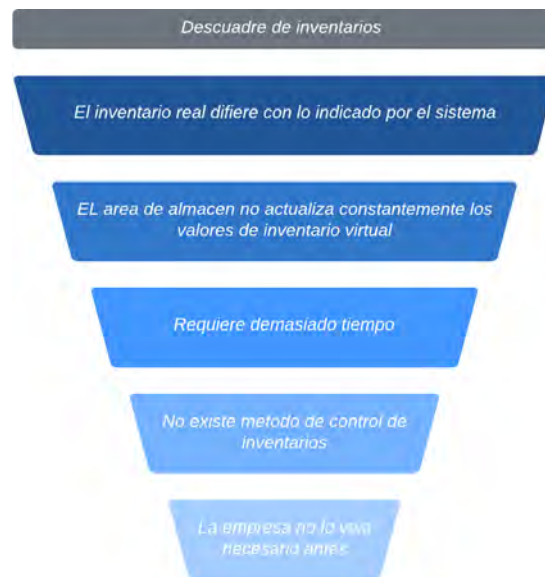 Descuadre de inventarios
El inventario real difiere con lo indicado por el sistema
EL area de almacen no actualiza constantemente los
valores de inventario virtual
Requiere demasiado tiempo
No existe metodo de control de
inventarios
La empresa no lo vivo
necesario antes